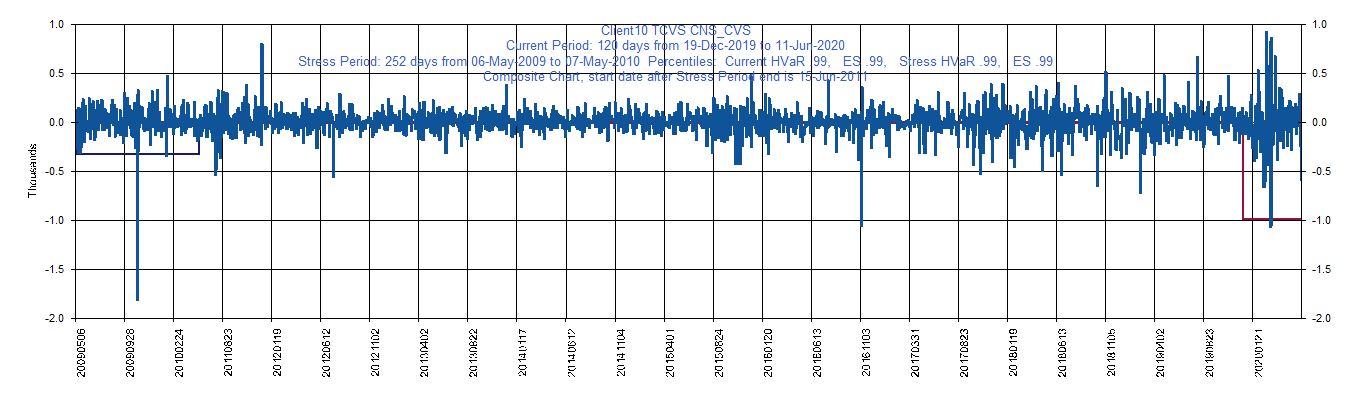 Client10 TCVS CNS_CVS
Current Period: 120 days from 19-Dec-2019 to 11-Jun-2020
Stress Period: 252 days from 06-May-2009 to 07-May-2010 Percentiles: Current HVaR .99, ES .99, Stress HVaR .99, ES .99
Composite Chart, start date after Stress Period end is 15-Jun-2011
1.0 1.0
0.5 0.5
0.0 0.0
-0.5 -0.5
-1.0 -1.0
-1.5 -1.5
-2.0 -2.0
Thousands
20090506 20090928 20100224 20110823 20120119 20120612 20121102 20130402 20130822 20140117 20140612 20141104 20150401 20150824 20160120 20160613 20161103 20170331 20170823 20180119 20180613 20181105 20190402 20190823 20200121